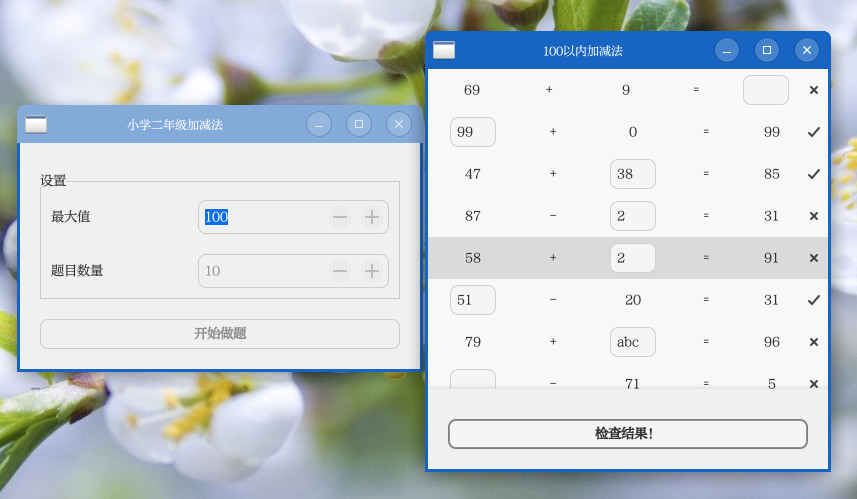 小学二年级加减法
设置
最大值 100
题目数量 10
开始做题
100以内加减法
69 + 9 =
99 + 0 = 99
47 + 38 = 85
87 - 2 = 31
58 + 2 = 91
51 - 20 = 31
79 + abc = 96
- 71 = 5
检查结果!